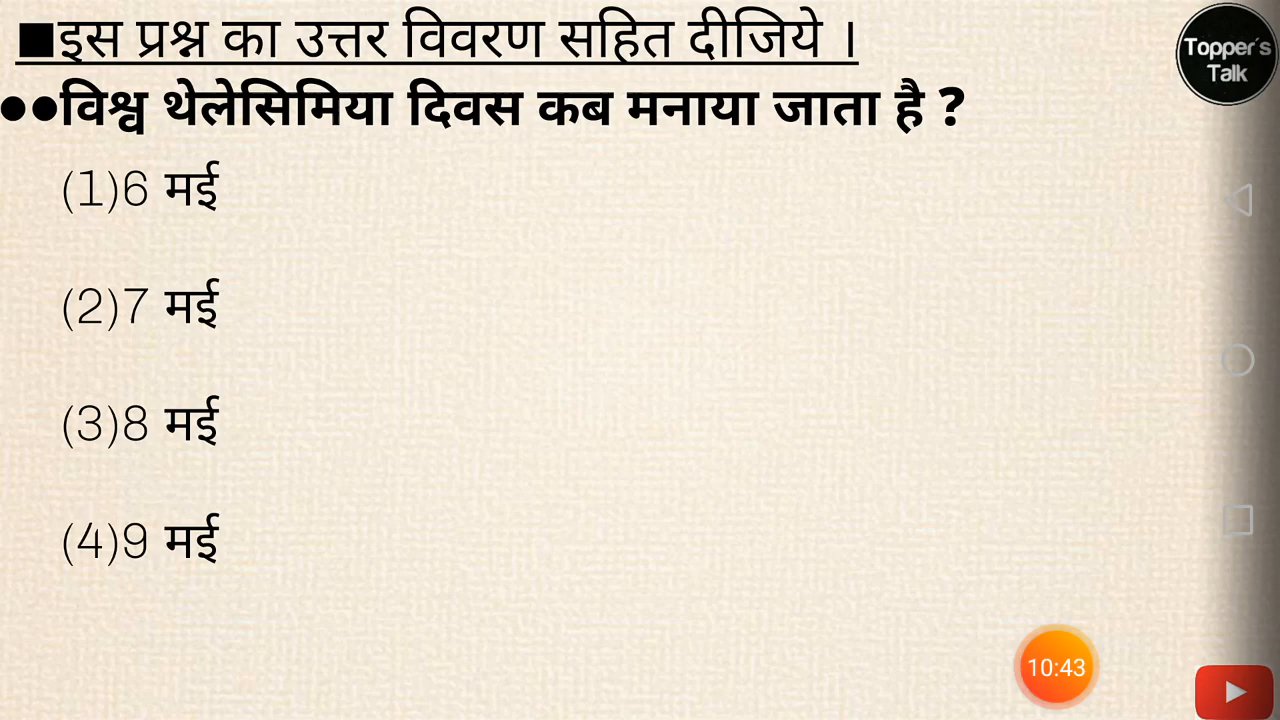 ■इस प्रश्न का उत्तर विवरण सहित दीजिये ।
Topper's
Talk
●●विश्व थेलेसिमिया दिवस कब मनाया जाता है ?
(1)6 मई
(2)7 मई
(3)8 मई
(4)9 मई
10:43